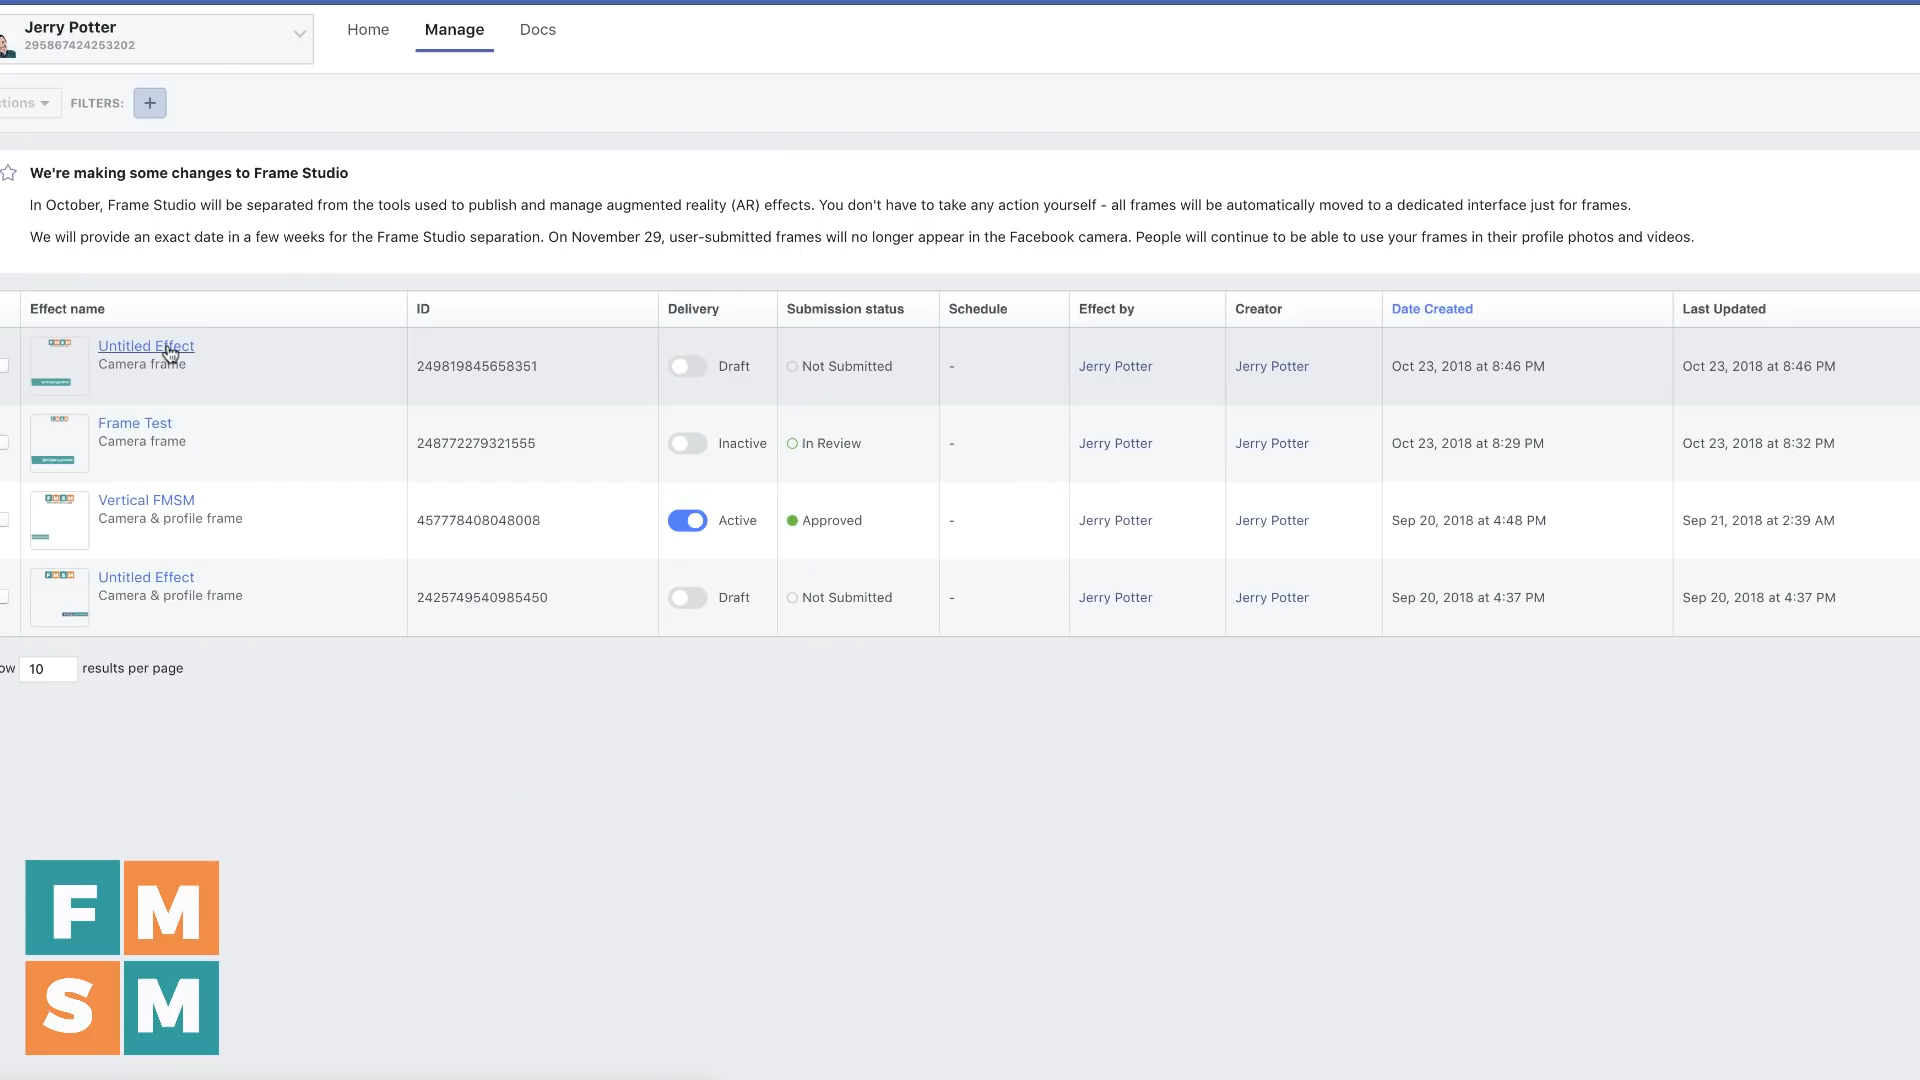 Jerry Potter
295867424253202
Home Manage Docs
ctions FILTERS: +
We're making some changes to Frame Studio
In October, Frame Studio will be separated from the tools used to publish and manage augmented reality (AR) effects. You don't have to take any action yourself - all frames will be automatically moved to a dedicated interface just for frames.
We will provide an exact date in a few weeks for the Frame Studio separation. On November 29, user-submitted frames will no longer appear in the Facebook camera. People will continue to be able to use your frames in their profile photos and videos.
Effect name ID Delivery Submission status Schedule Effect by Creator Date Created Last Updated
Untitled Effect
Camera frame
249819845658351 Draft Not Submitted - Jerry Potter Jerry Potter Oct 23, 2018 at 8:46 PM Oct 23, 2018 at 8:46 PM
Frame Test
Camera frame
248772279321555 Inactive In Review - Jerry Potter Jerry Potter Oct 23, 2018 at 8:29 PM Oct 23, 2018 at 8:32 PM
Vertical FMSM
Camera & profile frame
457778408048008 Active Approved - Jerry Potter Jerry Potter Sep 20, 2018 at 4:48 PM Sep 21, 2018 at 2:39 AM
Untitled Effect
Camera & profile frame
2425749540985450 Draft Not Submitted - Jerry Potter Jerry Potter Sep 20, 2018 at 4:37 PM Sep 20, 2018 at 4:37 PM
ow 10 results per page
F M
S M